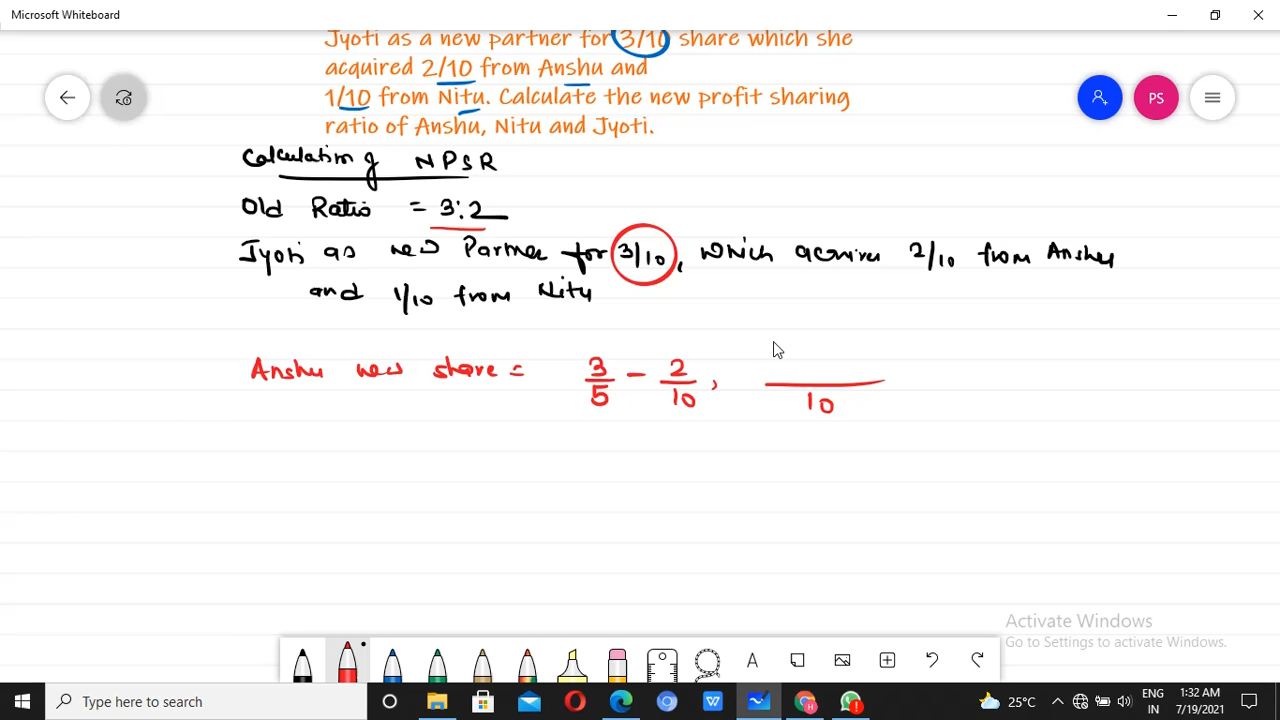 Microsoft Whiteboard
Jyoti as a new partner for 3/10 share which she
acquired 2/10 from Anshu and
1/10 from Nitu. Calculate the new profit sharing
ratio of Anshu, Nitu and Jyoti.
PS
Calculation of NPSR
Old Ratio = 3:2
Jyoti as new Partner for 3/10, which acquires 2/10 from Anshu
and 1/10 from Nitu
Anshu new share = 3/5 - 2/10, /10
Activate Windows
Go to Settings to activate Windows.
Type here to search
25°C
ENG
IN
1:32 AM
7/19/2021